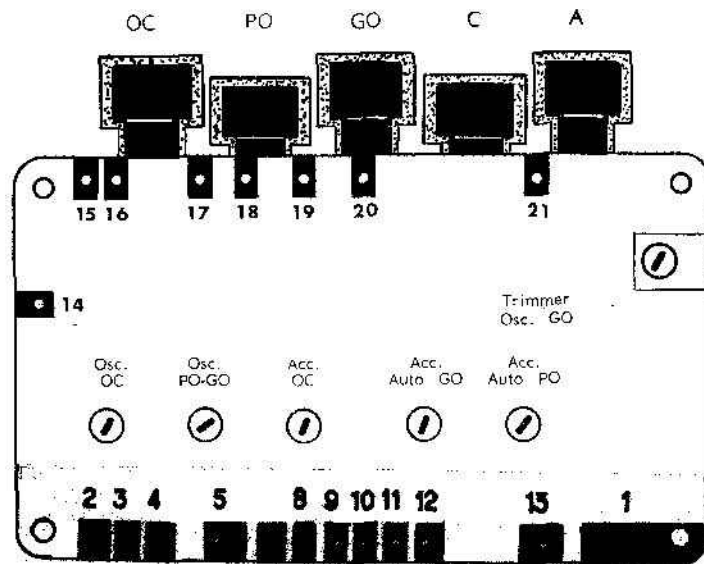 OC PO GO C A
15 16 17 18 19 20 21
14
Trimmer
Osc. GO
Osc. Osc. Acc. Acc. Acc.
OC PO-GO OC Auto GO Auto PO
2 3 4 5 8 9 10 11 12 13 1